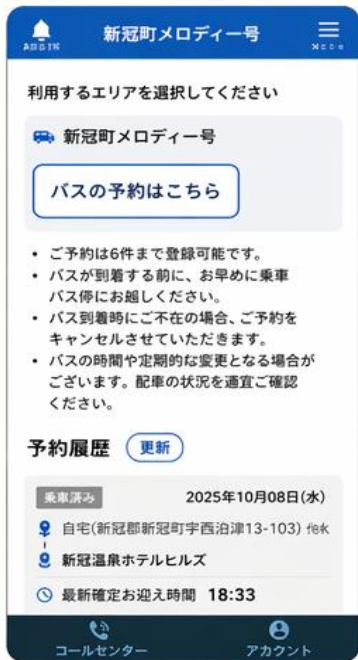 新冠町メロディー号
利用するエリアを選択してください
新冠町メロディー号
バスの予約はこちら
• ご予約は6件まで登録可能です。
• バスが到着する前に、お早めに乗車
バス停にお越しください。
• バス到着時にご不在の場合、ご予約を
キャンセルさせていただきます。
• バスの時間や定期的な変更となる場合が
ございます。配車の状況を適宜ご確認
ください。
予約履歴 更新
乗車済み 2025年10月08日(水)
自宅(新冠郡新冠町字西泊津13-103)
新冠温泉ホテルヒルズ
最新確定お迎え時間 18:33
コールセンター アカウント